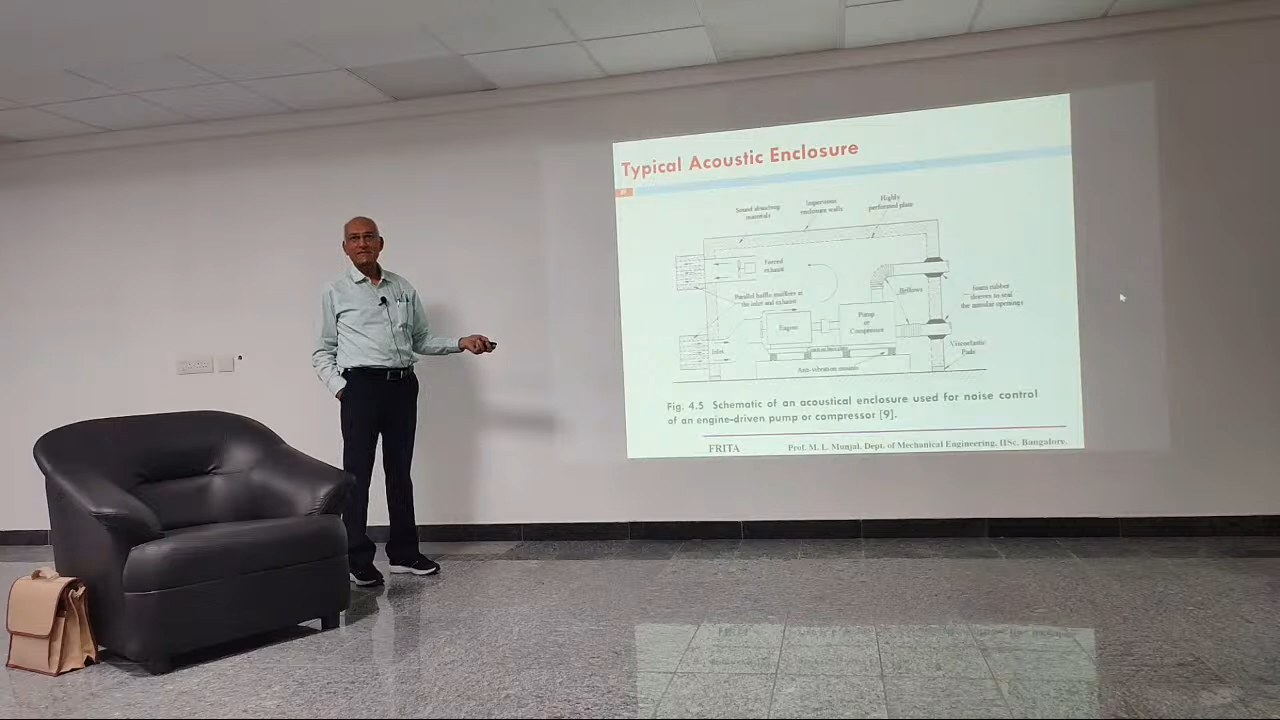 Typical Acoustic Enclosure
Sound absorbing
materials
Impervious
enclosure walls
Highly
perforated plate
Forced
exhaust
Parallel baffle mufflers at
the inlet and exhaust
Bellows
foam rubber
sleeves to seal
the annular openings
Engine
Pump
or
Compressor
Inlet
Viscoelastic
Pads
Anti-vibration mounts
Fig. 4.5 Schematic of an acoustical enclosure used for noise control
of an engine-driven pump or compressor [9].
FRITA
Prof. M. L. Munjal, Dept. of Mechanical Engineering, IISc, Bangalore.